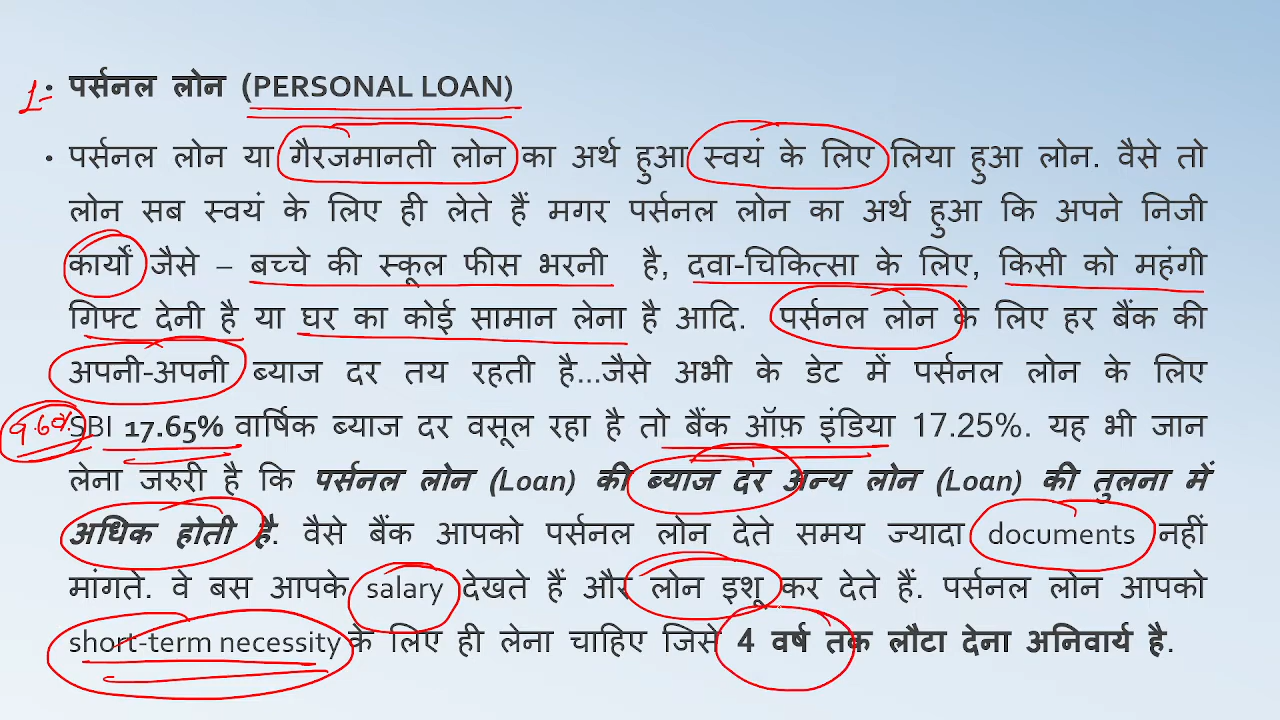 1- • पर्सनल लोन (PERSONAL LOAN)
• पर्सनल लोन या गैरजमानती लोन का अर्थ हुआ स्वयं के लिए लिया हुआ लोन. वैसे तो
लोन सब स्वयं के लिए ही लेते हैं मगर पर्सनल लोन का अर्थ हुआ कि अपने निजी
कार्यों जैसे – बच्चे की स्कूल फीस भरनी है, दवा-चिकित्सा के लिए, किसी को महंगी
गिफ्ट देनी है या घर का कोई सामान लेना है आदि. पर्सनल लोन के लिए हर बैंक की
अपनी-अपनी ब्याज दर तय रहती है...जैसे अभी के डेट में पर्सनल लोन के लिए
9.60% SBI 17.65% वार्षिक ब्याज दर वसूल रहा है तो बैंक ऑफ़ इंडिया 17.25%. यह भी जान
लेना जरुरी है कि पर्सनल लोन (Loan) की ब्याज दर अन्य लोन (Loan) की तुलना में
अधिक होती है. वैसे बैंक आपको पर्सनल लोन देते समय ज्यादा documents नहीं
मांगते. वे बस आपके salary देखते हैं और लोन इशू कर देते हैं. पर्सनल लोन आपको
short-term necessity के लिए ही लेना चाहिए जिसे 4 वर्ष तक लौटा देना अनिवार्य है.